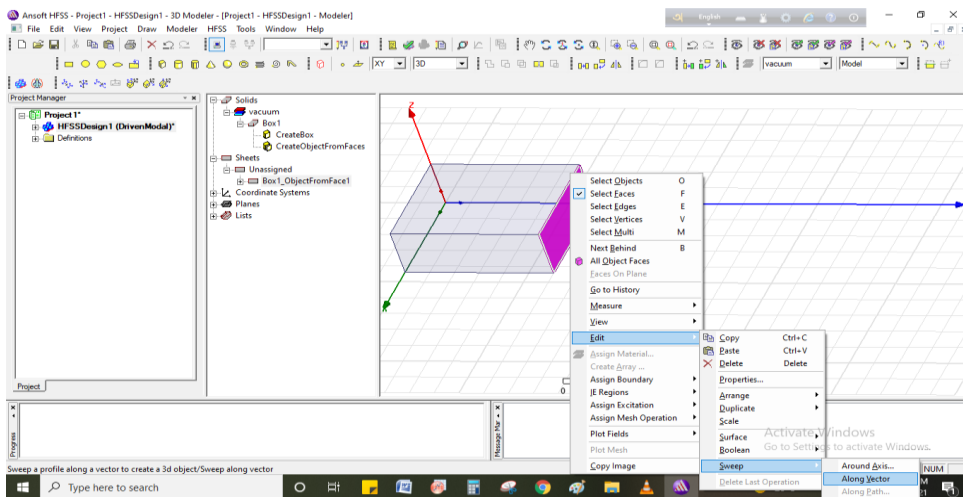 Ansoft HFSS - Project1 - HFSSDesign1 - 3D Modeler - [Project1 - HFSSDesign1 - Modeler]
English
File Edit View Project Draw Modeler HFSS Tools Window Help
XY
3D
vacuum
Model
Project Manager
Project1*
HFSSDesign1 (DrivenModal)*
Definitions
Project
Solids
vacuum
Box1
CreateBox
CreateObjectFromFaces
Sheets
Unassigned
Box1_ObjectFromFace1
Coordinate Systems
Planes
Lists
Z
0
Select Objects O
Select Faces F
Select Edges E
Select Vertices V
Select Multi M
Next Behind B
All Object Faces
Faces On Plane
Go to History
Measure
View
Edit
Assign Material...
Create Array ...
Assign Boundary
JE Regions
Assign Excitation
Assign Mesh Operation
Plot Fields
Plot Mesh
Copy Image
Copy Ctrl+C
Paste Ctrl+V
Delete Delete
Properties...
Arrange
Duplicate
Scale
Surface
Boolean
Sweep
Delete Last Operation
Around Axis...
Along Vector
Along Path...
Activate Windows
Go to Settings to activate Windows.
Progress
Message Mar
Sweep a profile along a vector to create a 3d object/Sweep along vector
NUM
Type here to search